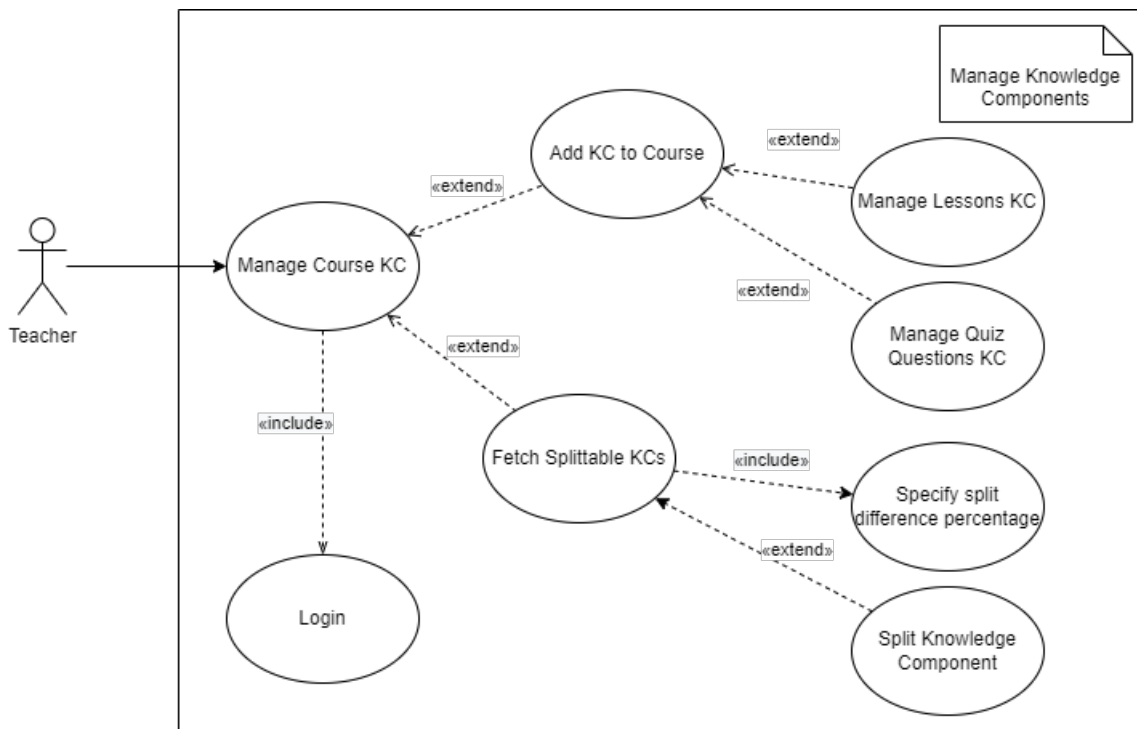 Manage Knowledge
Components
Add KC to Course
«extend»
Manage Lessons KC
«extend»
Manage Course KC
Teacher
«extend»
Manage Quiz
Questions KC
«extend»
«include»
Fetch Splittable KCs
«include»
Specify split
difference percentage
«extend»
Login
Split Knowledge
Component